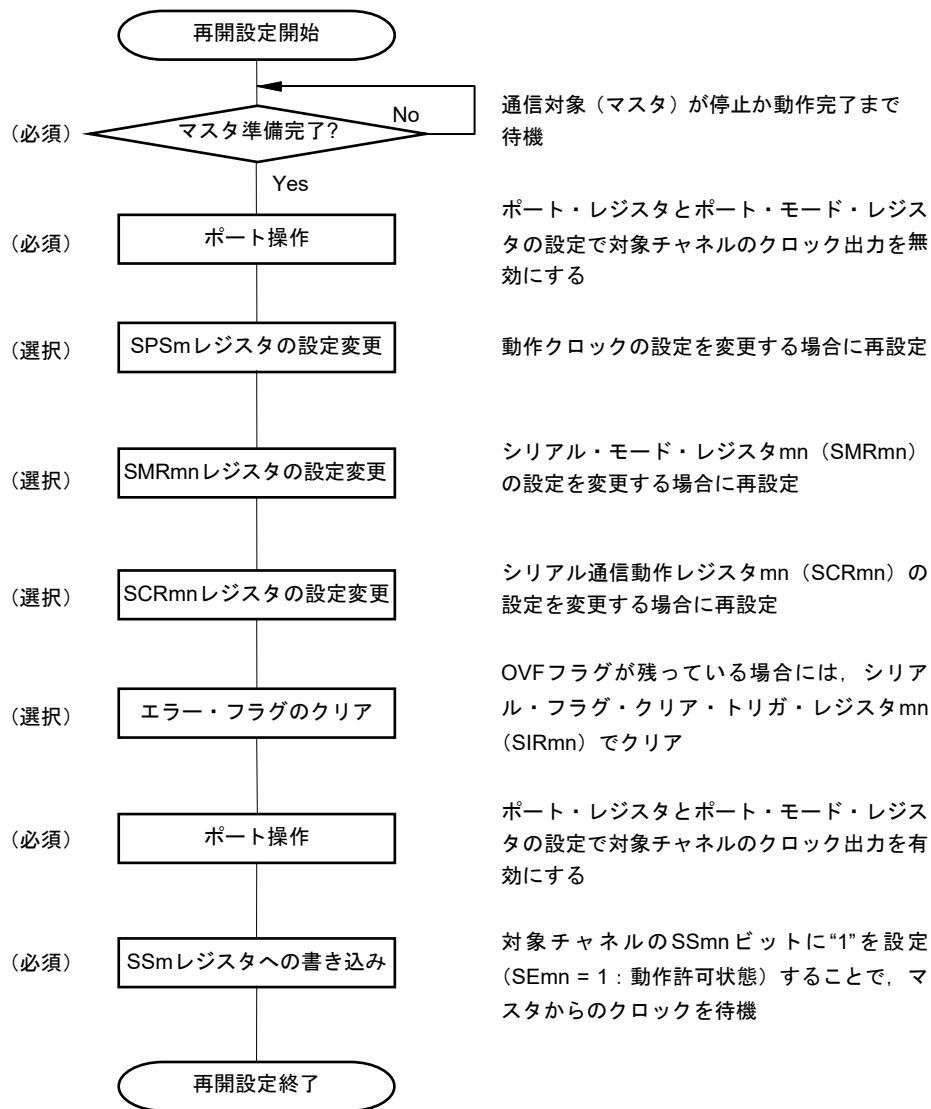 再開設定開始
通信対象（マスタ）が停止か動作完了まで
待機
（必須）
マスタ準備完了?
No
Yes
ポート・レジスタとポート・モード・レジス
タの設定で対象チャネルのクロック出力を無
効にする
（必須）
ポート操作
（選択）
SPSmレジスタの設定変更
動作クロックの設定を変更する場合に再設定
シリアル・モード・レジスタmn（SMRmn）
の設定を変更する場合に再設定
（選択）
SMRmnレジスタの設定変更
シリアル通信動作レジスタmn（SCRmn）の
設定を変更する場合に再設定
（選択）
SCRmnレジスタの設定変更
OVFフラグが残っている場合には，シリア
ル・フラグ・クリア・トリガ・レジスタmn
（SIRmn）でクリア
（選択）
エラー・フラグのクリア
ポート・レジスタとポート・モード・レジス
タの設定で対象チャネルのクロック出力を有
効にする
（必須）
ポート操作
対象チャネルのSSmnビットに“1”を設定
（SEmn = 1：動作許可状態）することで，マ
スタからのクロックを待機
（必須）
SSmレジスタへの書き込み
再開設定終了